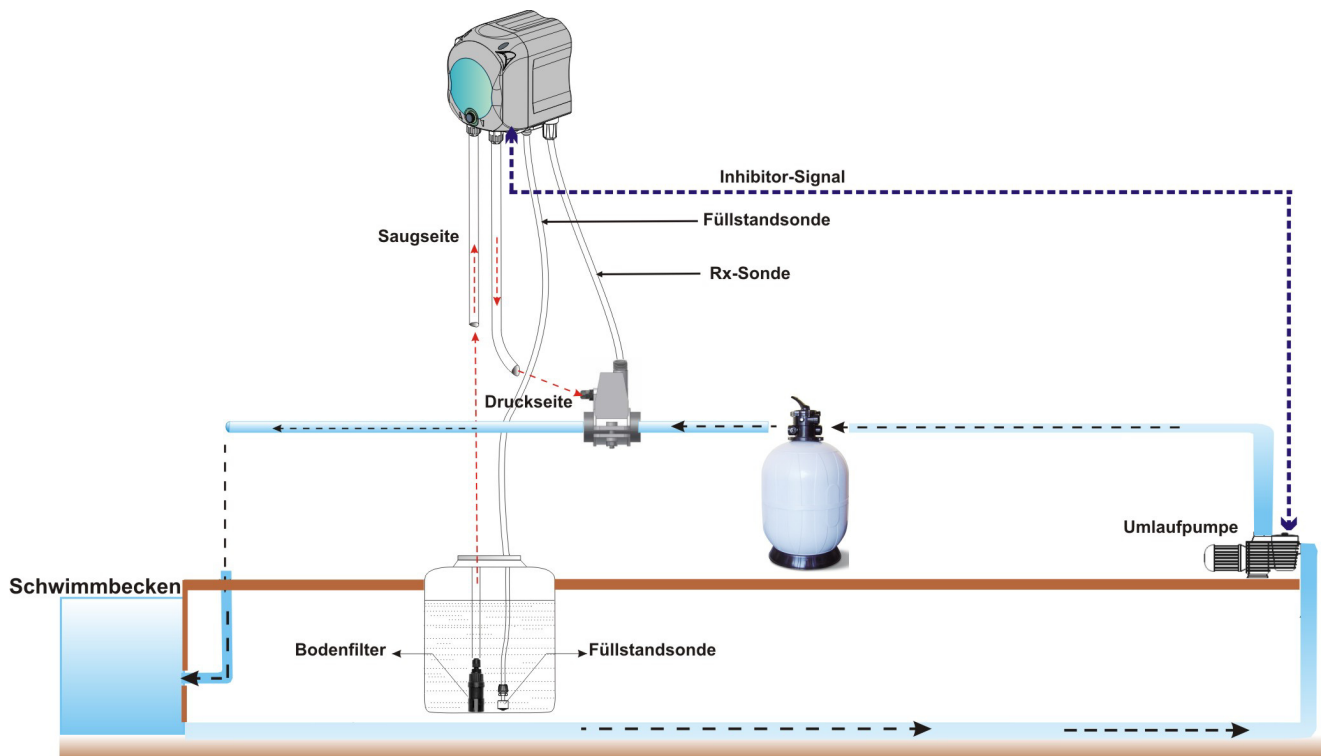 Inhibitor-Signal
Füllstandsonde
Saugseite
Rx-Sonde
Druckseite
Umlaufpumpe
Schwimmbecken
Bodenfilter
Füllstandsonde